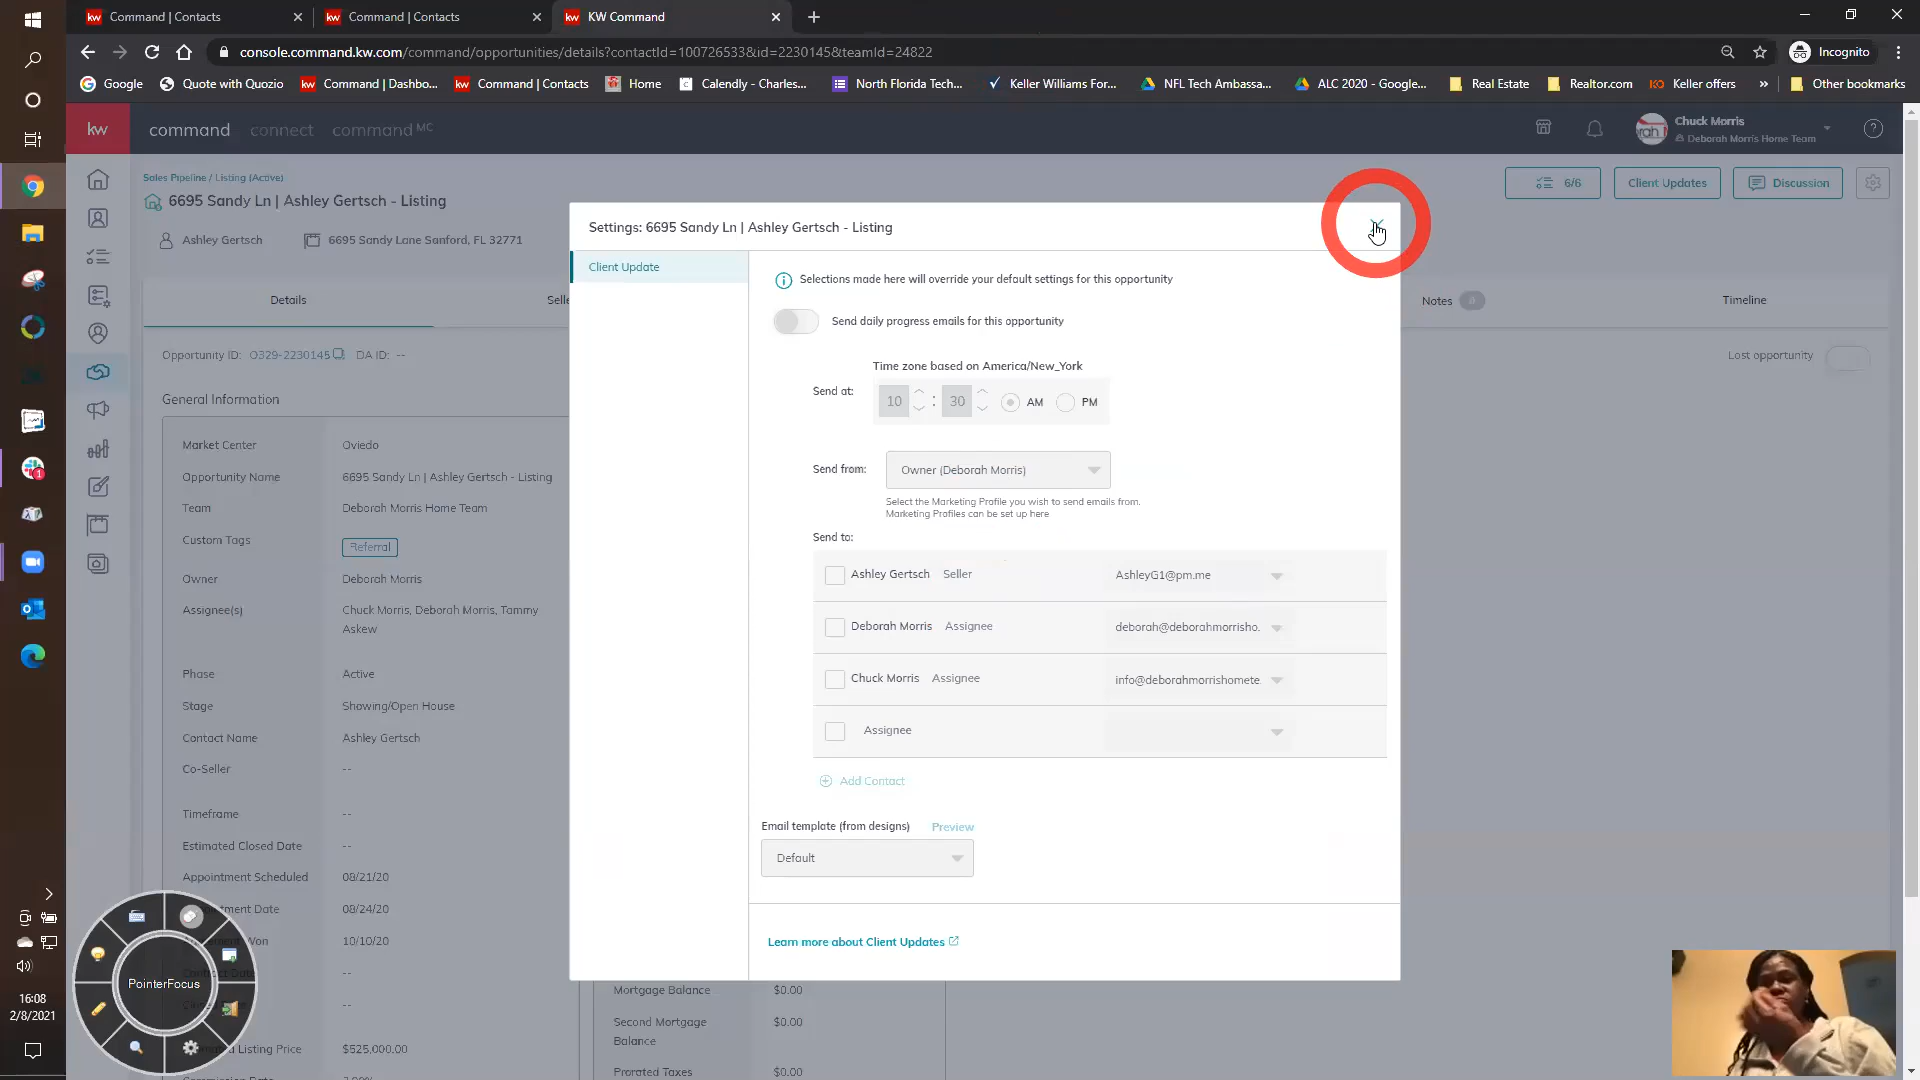 Command | Contacts
Command | Contacts
KW Command
console.command.kw.com/command/opportunities/details?contactId=100726533&id=2230145&teamId=24822
Incognito
Google
Quote with Quozio
Command | Dashbo...
Command | Contacts
Home
Calendly - Charles...
North Florida Tech...
Keller Williams For...
NFL Tech Ambassa...
ALC 2020 - Google...
Real Estate
Realtor.com
Keller offers
»
Other bookmarks
kw
command
connect
command MC
Chuck Morris
Deborah Morris Home Team
Sales Pipeline / Listing (Active)
6695 Sandy Ln | Ashley Gertsch - Listing
6/6
Client Updates
Discussion
Ashley Gertsch
6695 Sandy Lane Sanford, FL 32771
Settings: 6695 Sandy Ln | Ashley Gertsch - Listing
Client Update
Selections made here will override your default settings for this opportunity
Send daily progress emails for this opportunity
Time zone based on America/New_York
Send at:
10 : 30
AM
PM
Send from:
Owner (Deborah Morris)
Select the Marketing Profile you wish to send emails from.
Marketing Profiles can be set up here
Send to:
Ashley Gertsch Seller AshleyG1@pm.me
Deborah Morris Assignee deborah@deborahmorrisho.
Chuck Morris Assignee info@deborahmorrishomete.
Assignee
Add Contact
Email template (from designs) Preview
Default
Learn more about Client Updates
Details
Selle
Notes 0
Timeline
Opportunity ID: O329-2230145 DA ID: --
Lost opportunity
General Information
Market Center Oviedo
Opportunity Name 6695 Sandy Ln | Ashley Gertsch - Listing
Team Deborah Morris Home Team
Custom Tags Referral
Owner Deborah Morris
Assignee(s) Chuck Morris, Deborah Morris, Tammy
Askew
Phase Active
Stage Showing/Open House
Contact Name Ashley Gertsch
Co-Seller --
Timeframe --
Estimated Closed Date --
Appointment Scheduled 08/21/20
ntment Date 08/24/20
Won 10/10/20
--
--
Listing Price $525,000.00
Mortgage Balance $0.00
Second Mortgage $0.00
Balance
Prorated Taxes $0.00
PointerFocus
16:08
2/8/2021